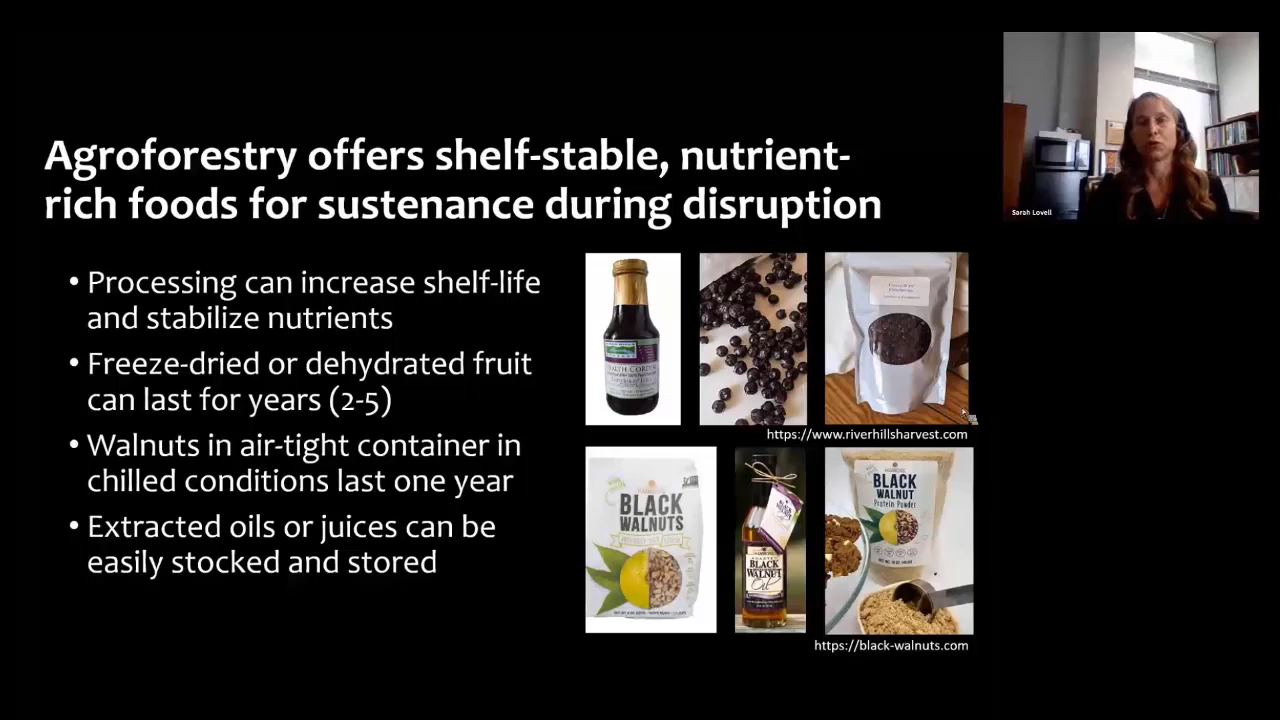 Agroforestry offers shelf-stable, nutrient-
rich foods for sustenance during disruption
• Processing can increase shelf-life
and stabilize nutrients
• Freeze-dried or dehydrated fruit
can last for years (2-5)
• Walnuts in air-tight container in
chilled conditions last one year
• Extracted oils or juices can be
easily stocked and stored
https://www.riverhillsharvest.com
BLACK
WALNUTS
BLACK
WALNUT
Oil
BLACK
WALNUT
Protein Powder
https://black-walnuts.com
Sarah Lovell